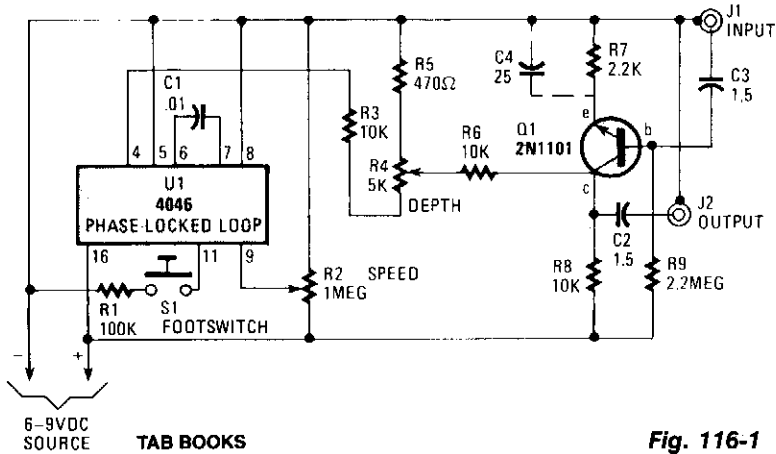 J1
INPUT
C3
1.5
R7
2.2K
C4
25
R5
470Ω
C1
.01
R3
10K
4 5 6 7 8
U1
4046
PHASE-LOCKED LOOP
16 11 9
R4
5K
DEPTH
R6
10K
Q1
2N1101
e
b
c
J2
OUTPUT
C2
1.5
R8
10K
R9
2.2MEG
R2 SPEED
1MEG
R1
100K
S1
FOOTSWITCH
- +
6–9VDC
SOURCE
TAB BOOKS
Fig. 116-1